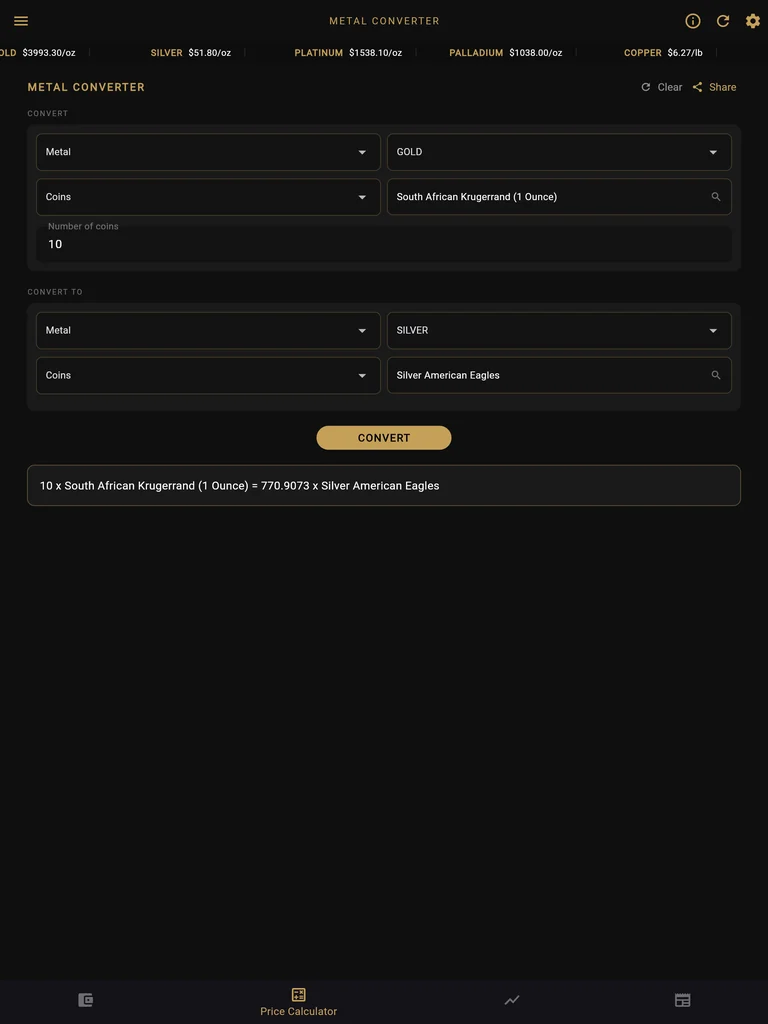 METAL CONVERTER
OLD $3993.30/oz SILVER $51.80/oz PLATINUM $1538.10/oz PALLADIUM $1038.00/oz COPPER $6.27/lb
METAL CONVERTER Clear Share
CONVERT
Metal GOLD
Coins South African Krugerrand (1 Ounce)
Number of coins
10
CONVERT TO
Metal SILVER
Coins Silver American Eagles
CONVERT
10 x South African Krugerrand (1 Ounce) = 770.9073 x Silver American Eagles
Price Calculator